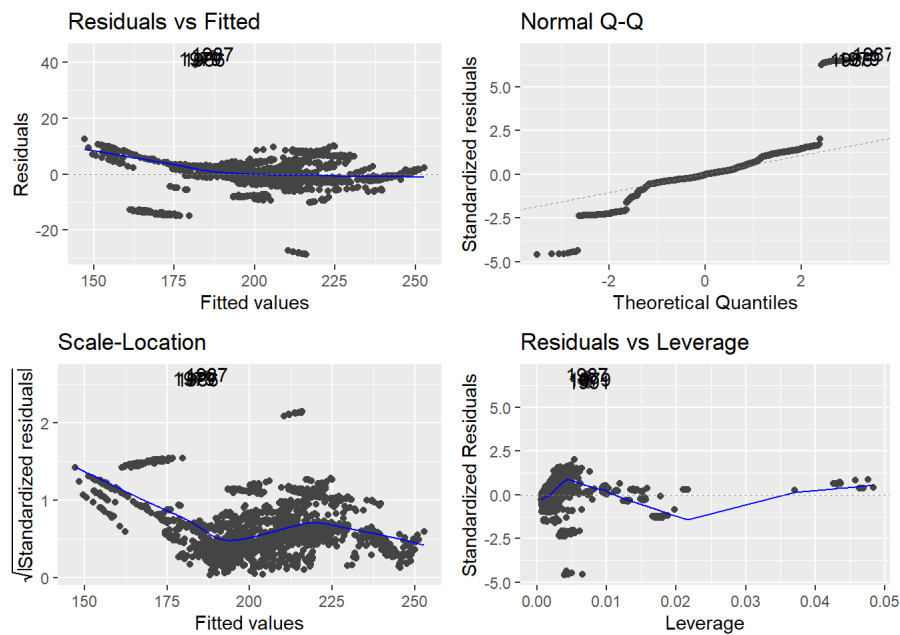 Residuals vs Fitted
Residuals
40
20
0
-20
150 175 200 225 250
Fitted values
Normal Q-Q
Standardized residuals
5.0
2.5
0.0
-2.5
-5.0
-2 0 2
Theoretical Quantiles
Scale-Location
√|Standardized residuals|
2
1
0
150 175 200 225 250
Fitted values
Residuals vs Leverage
1987
Standardized Residuals
5.0
2.5
0.0
-2.5
-5.0
0.00 0.01 0.02 0.03 0.04 0.05
Leverage